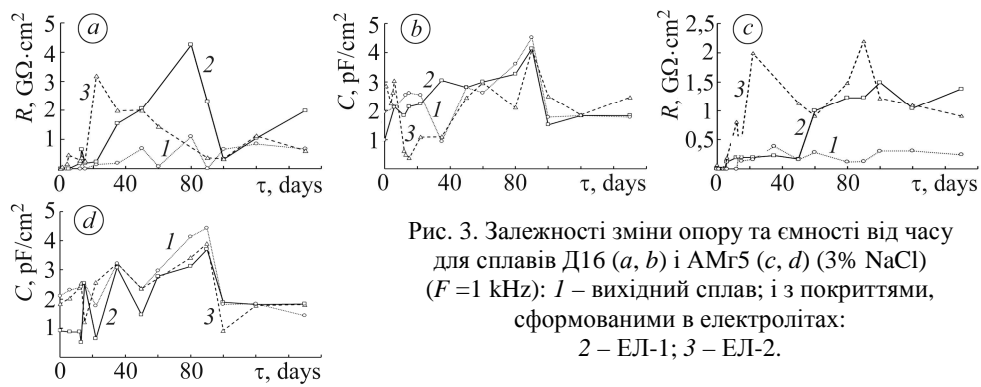 5 a
4 2
3 3
2
1 1
0 40 80 τ, days
R, GΩ·cm²
5 b
4
3 2
2
1 3 1
0 40 80 τ, days
C, pF/cm²
2,5 c
2 3
1,5
1 2
0,5 1
0 40 80 τ, days
R, GΩ·cm²
5 d
4 1
3
2
1 2 3
0 40 80 τ, days
C, pF/cm²
Рис. 3. Залежності зміни опору та ємності від часу
для сплавів Д16 (a, b) і АМг5 (c, d) (3% NaCl)
(F =1 kHz): 1 – вихідний сплав; і з покриттями,
сформованими в електролітах:
2 – ЕЛ-1; 3 – ЕЛ-2.